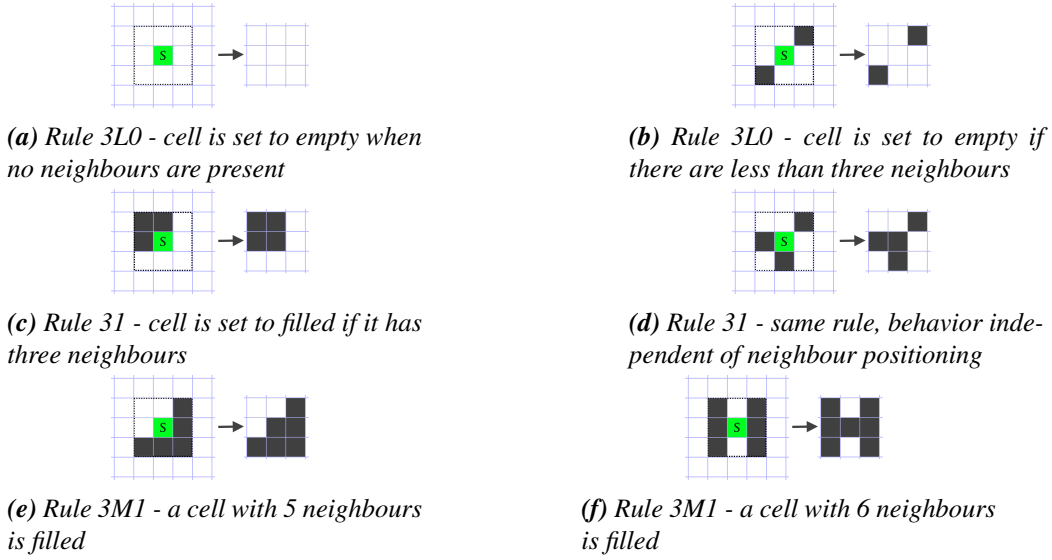 S
S
(a) Rule 3L0 - cell is set to empty when
no neighbours are present
(b) Rule 3L0 - cell is set to empty if
there are less than three neighbours
S
S
(c) Rule 31 - cell is set to filled if it has
three neighbours
(d) Rule 31 - same rule, behavior inde-
pendent of neighbour positioning
S
S
(e) Rule 3M1 - a cell with 5 neighbours
is filled
(f) Rule 3M1 - a cell with 6 neighbours
is filled